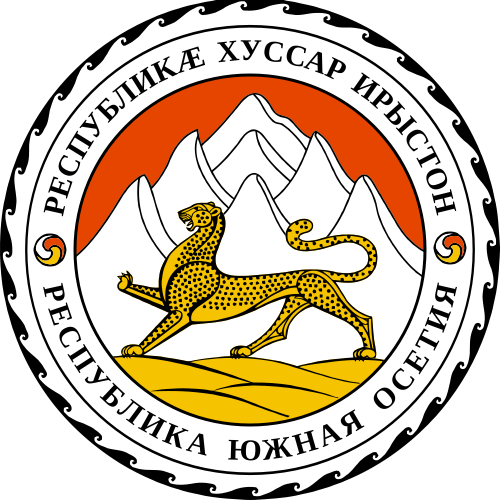 РЕСПУБЛИКÆ ХУССАР ИРЫСТОН
РЕСПУБЛИКА ЮЖНАЯ ОСЕТИЯ